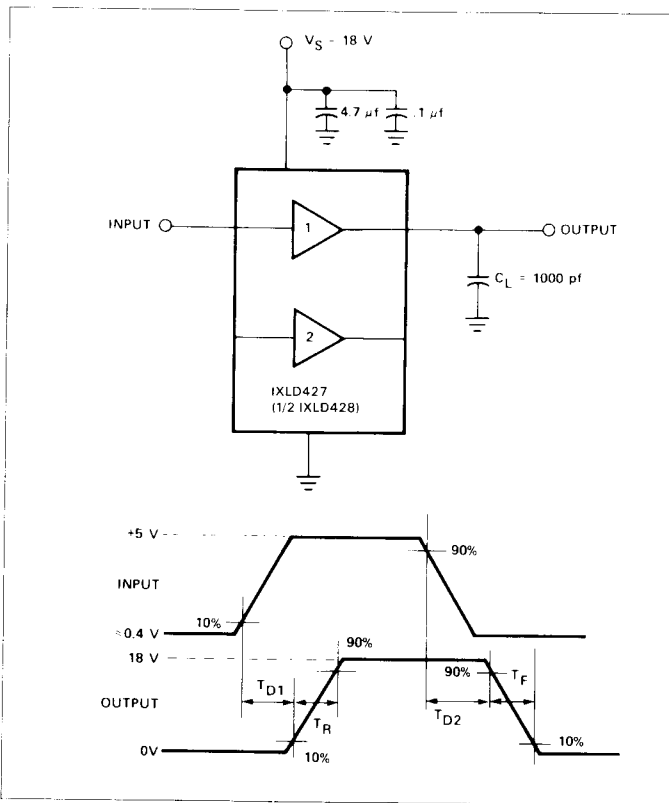 V_S - 18 V
4.7 µf
.1 µf
INPUT
1
OUTPUT
C_L = 1000 pf
2
IXLD427
(1/2 IXLD428)
+5 V
90%
INPUT
10%
≈0.4 V
90%
18 V
T_D1
90%
T_F
OUTPUT
T_R
T_D2
0V
10%
10%